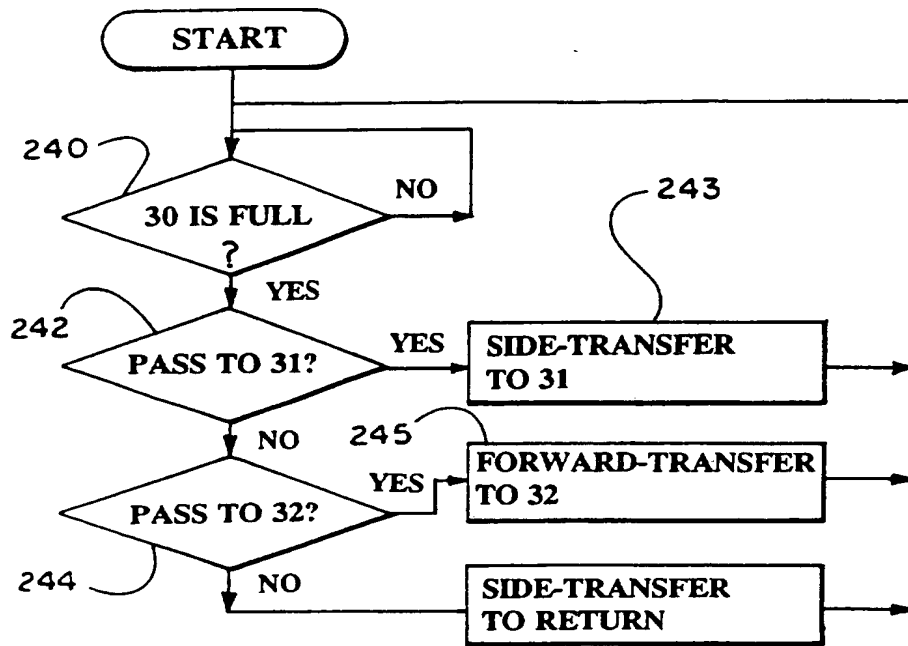 START
240
30 IS FULL
?
NO
243
YES
242
PASS TO 31?
YES
SIDE-TRANSFER
TO 31
NO
245
YES
FORWARD-TRANSFER
TO 32
PASS TO 32?
244
NO
SIDE-TRANSFER
TO RETURN